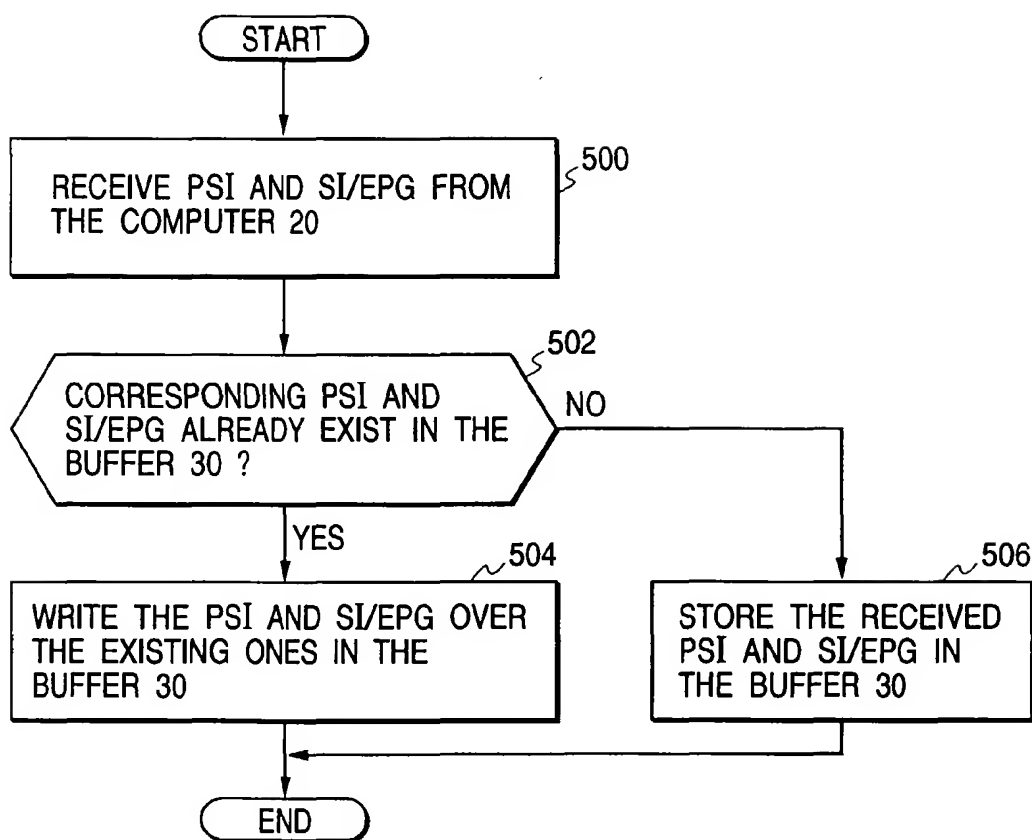 START
500
RECEIVE PSI AND SI/EPG FROM
THE COMPUTER 20
502
CORRESPONDING PSI AND
SI/EPG ALREADY EXIST IN THE
BUFFER 30 ?
NO
YES
504
WRITE THE PSI AND SI/EPG OVER
THE EXISTING ONES IN THE
BUFFER 30
506
STORE THE RECEIVED
PSI AND SI/EPG IN
THE BUFFER 30
END